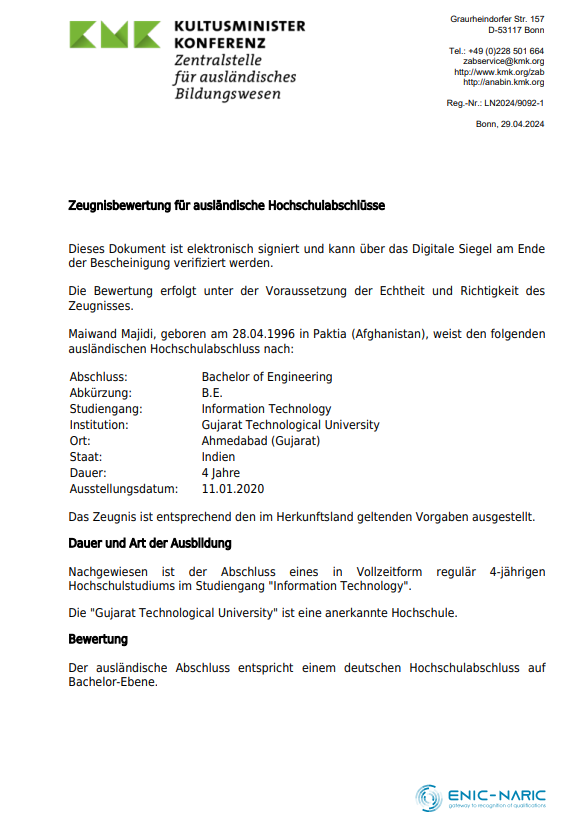 KMK
KULTUSMINISTER
KONFERENZ
Zentralstelle
für ausländisches
Bildungswesen
Graurheindorfer Str. 157
D-53117 Bonn
Tel.: +49 (0)228 501 664
zabservice@kmk.org
http://www.kmk.org/zab
http://anabin.kmk.org
Reg.-Nr.: LN2024/9092-1
Bonn, 29.04.2024
Zeugnisbewertung für ausländische Hochschulabschlüsse
Dieses Dokument ist elektronisch signiert und kann über das Digitale Siegel am Ende
der Bescheinigung verifiziert werden.
Die Bewertung erfolgt unter der Voraussetzung der Echtheit und Richtigkeit des
Zeugnisses.
Maiwand Majidi, geboren am 28.04.1996 in Paktia (Afghanistan), weist den folgenden
ausländischen Hochschulabschluss nach:
Abschluss: Bachelor of Engineering
Abkürzung: B.E.
Studiengang: Information Technology
Institution: Gujarat Technological University
Ort: Ahmedabad (Gujarat)
Staat: Indien
Dauer: 4 Jahre
Ausstellungsdatum: 11.01.2020
Das Zeugnis ist entsprechend den im Herkunftsland geltenden Vorgaben ausgestellt.
Dauer und Art der Ausbildung
Nachgewiesen ist der Abschluss eines in Vollzeitform regulär 4-jährigen
Hochschulstudiums im Studiengang "Information Technology".
Die "Gujarat Technological University" ist eine anerkannte Hochschule.
Bewertung
Der ausländische Abschluss entspricht einem deutschen Hochschulabschluss auf
Bachelor-Ebene.
ENIC-NARIC
gateway to recognition of qualifications